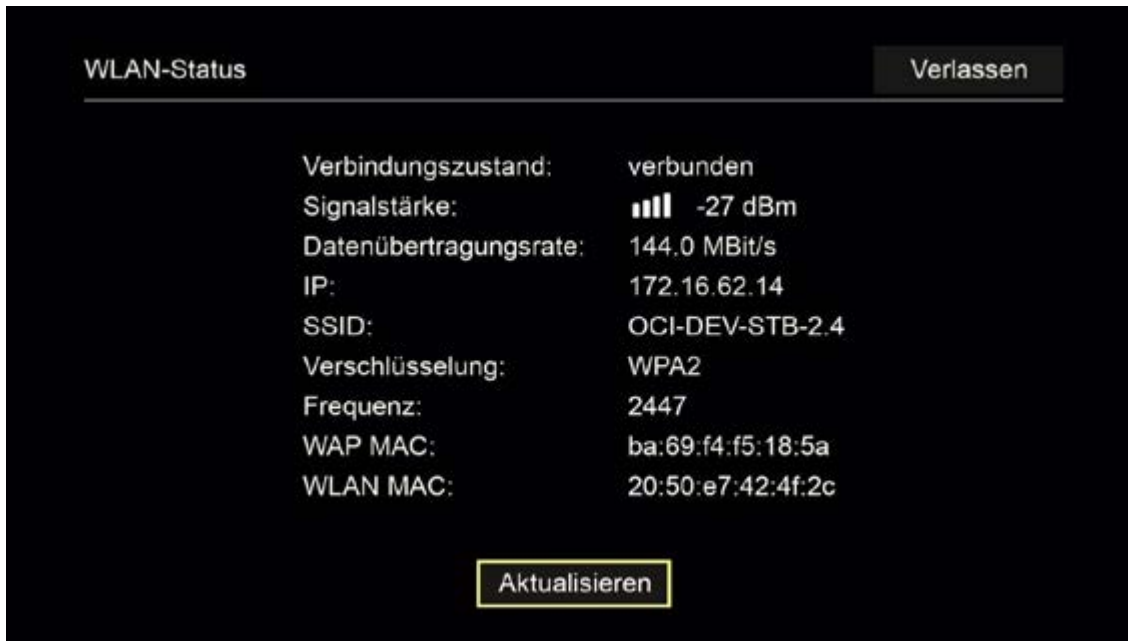 WLAN-Status Verlassen
Verbindungszustand: verbunden
Signalstärke: -27 dBm
Datenübertragungsrate: 144.0 MBit/s
IP: 172.16.62.14
SSID: OCI-DEV-STB-2.4
Verschlüsselung: WPA2
Frequenz: 2447
WAP MAC: ba:69:f4:f5:18:5a
WLAN MAC: 20:50:e7:42:4f:2c
Aktualisieren